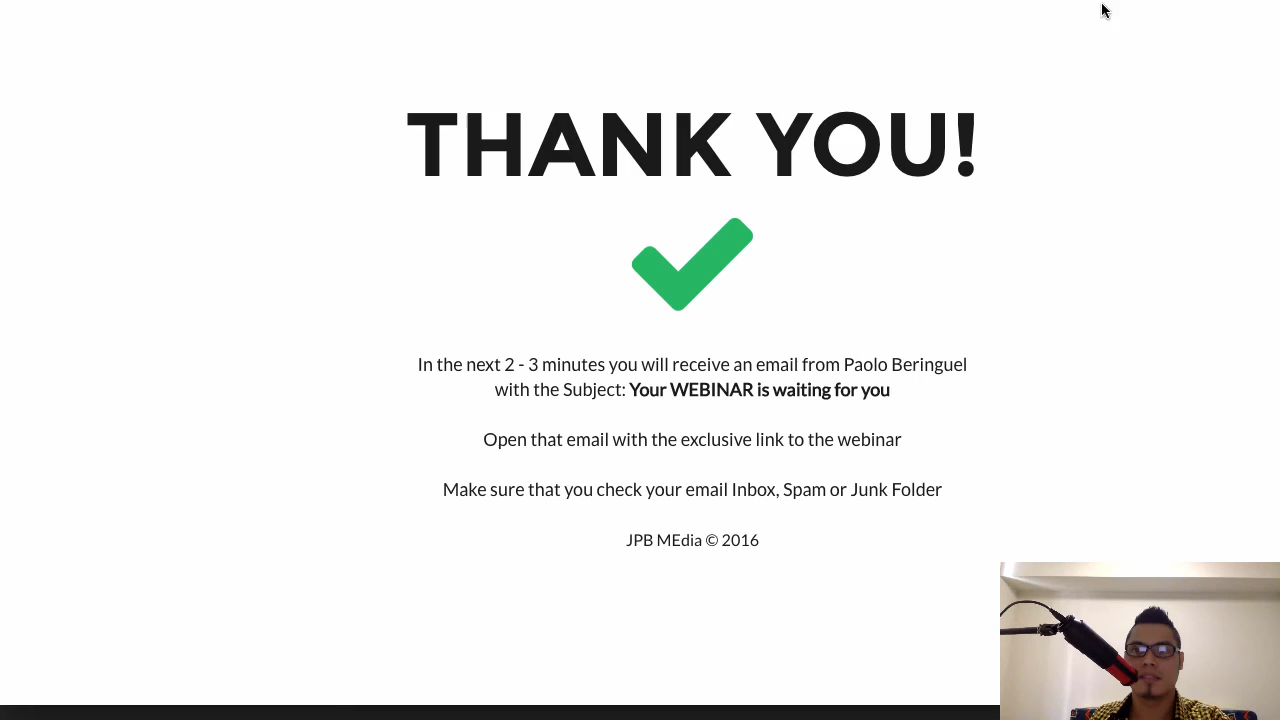 THANK YOU!
In the next 2 - 3 minutes you will receive an email from Paolo Beringuel
with the Subject: Your WEBINAR is waiting for you
Open that email with the exclusive link to the webinar
Make sure that you check your email Inbox, Spam or Junk Folder
JPB MEdia © 2016